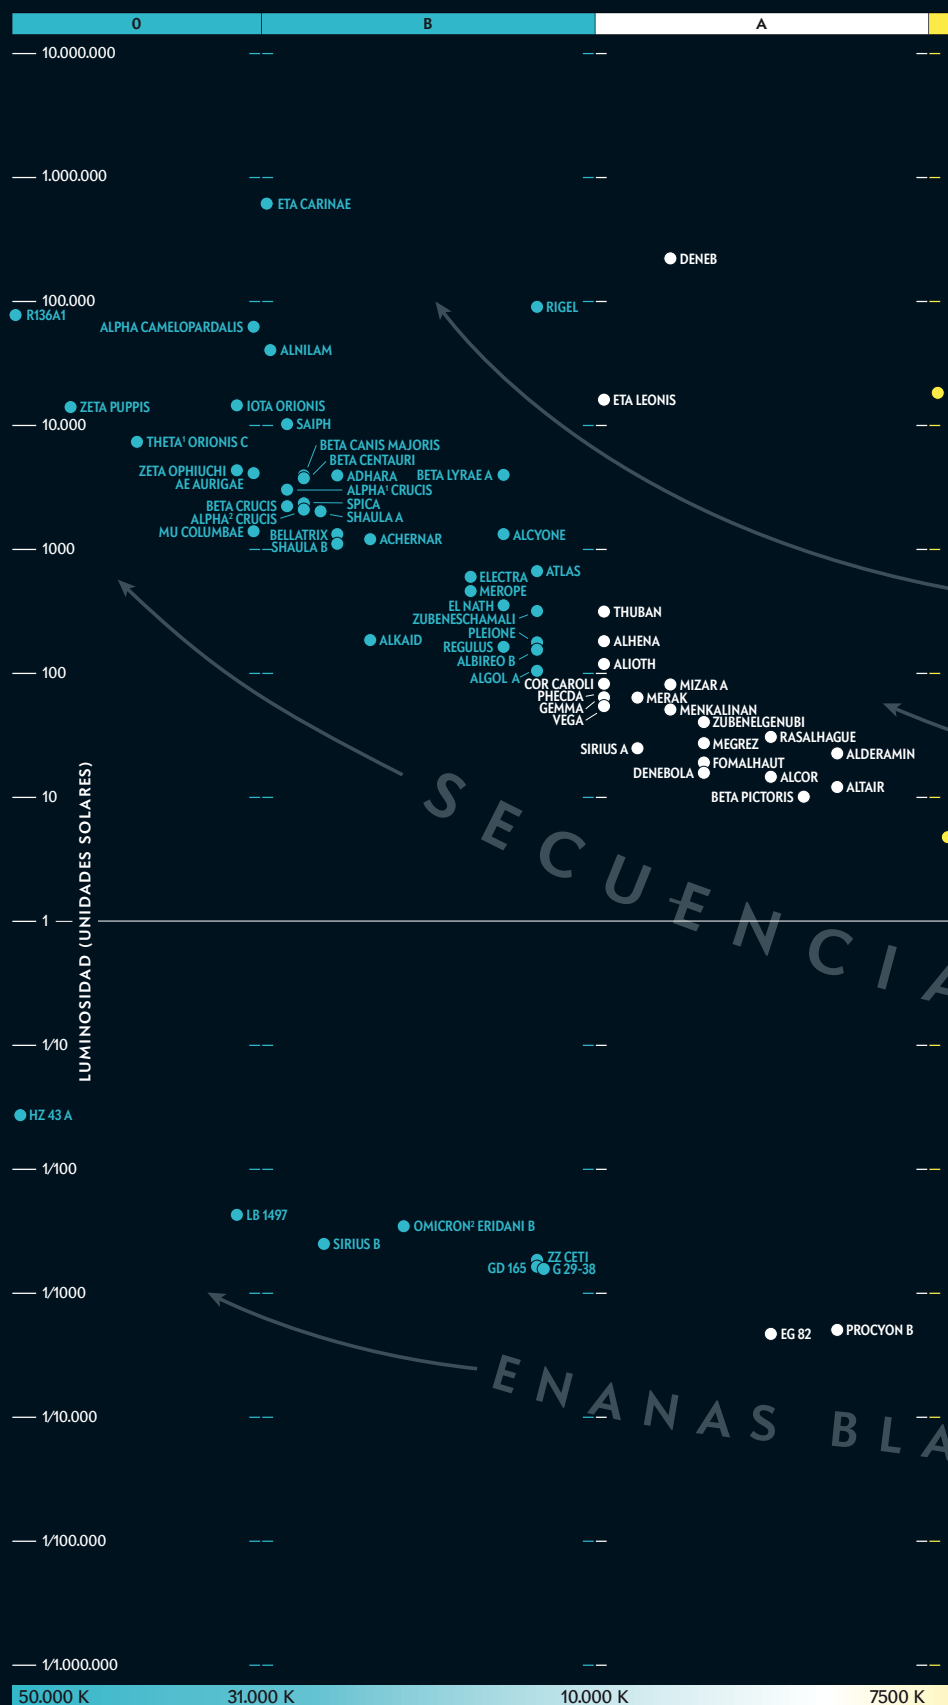 O B A
10.000.000
1.000.000
ETA CARINAE
DENEB
100.000
RIGEL
R136A1
ALPHA CAMELOPARDALIS
ALNILAM
ETA LEONIS
ZETA PUPPIS
IOTA ORIONIS
10.000
SAIPH
THETA¹ ORIONIS C
BETA CANIS MAJORIS
BETA CENTAURI
ZETA OPHIUCHI
ADHARA
BETA LYRAE A
AE AURIGAE
ALPHA¹ CRUCIS
BETA CRUCIS
SPICA
ALPHA² CRUCIS
SHAULA A
MU COLUMBAE
BELLATRIX
ACHERNAR
ALCYONE
SHAULA B
1000
ATLAS
ELECTRA
MEROPE
EL NATH
THUBAN
ZUBENESCHAMALI
PLEIONE
ALKAID
ALHENA
REGULUS
ALBIREO B
ALIOTH
100
ALGOL A
COR CAROLI
MIZAR A
PHECDA
MERAK
GEMMA
MENKALINAN
VEGA
ZUBENELGENUBI
RASALHAGUE
MEGREZ
SIRIUS A
ALDERAMIN
FOMALHAUT
DENEBOLA
ALCOR
ALTAIR
10
BETA PICTORIS
SECUENCIA
LUMINOSIDAD (UNIDADES SOLARES)
1
1/10
HZ 43 A
1/100
LB 1497
OMICRON² ERIDANI B
SIRIUS B
ZZ CETI
GD 165
G 29-38
1/1000
EG 82
PROCYON B
ENANAS BLA
1/10.000
1/100.000
1/1.000.000
50.000 K 31.000 K 10.000 K 7500 K